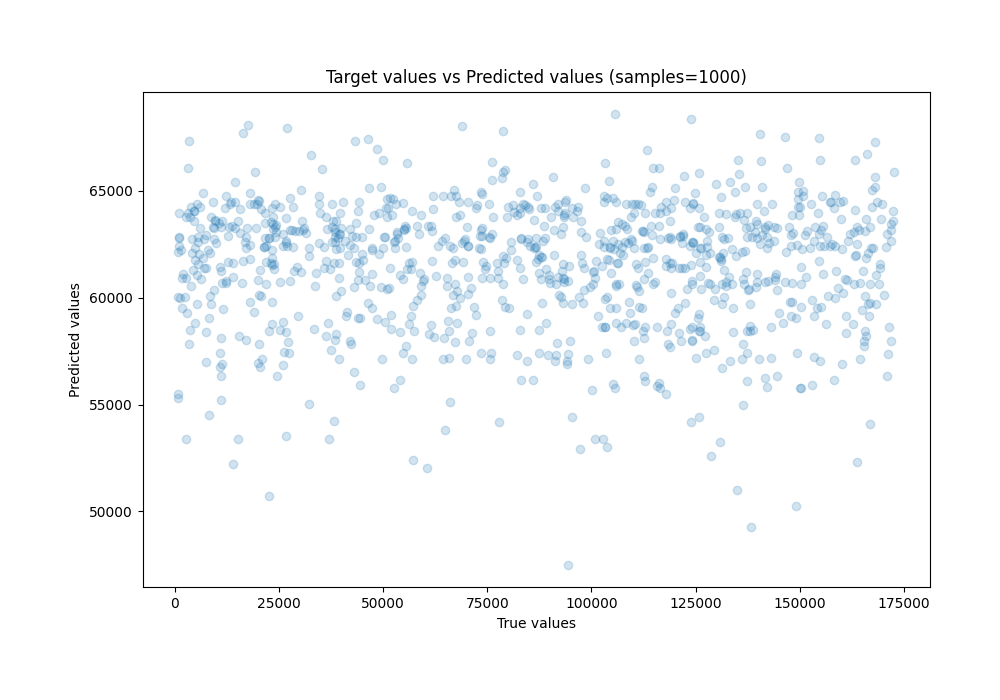 Target values vs Predicted values (samples=1000)
Predicted values
65000
60000
55000
50000
0 25000 50000 75000 100000 125000 150000 175000
True values